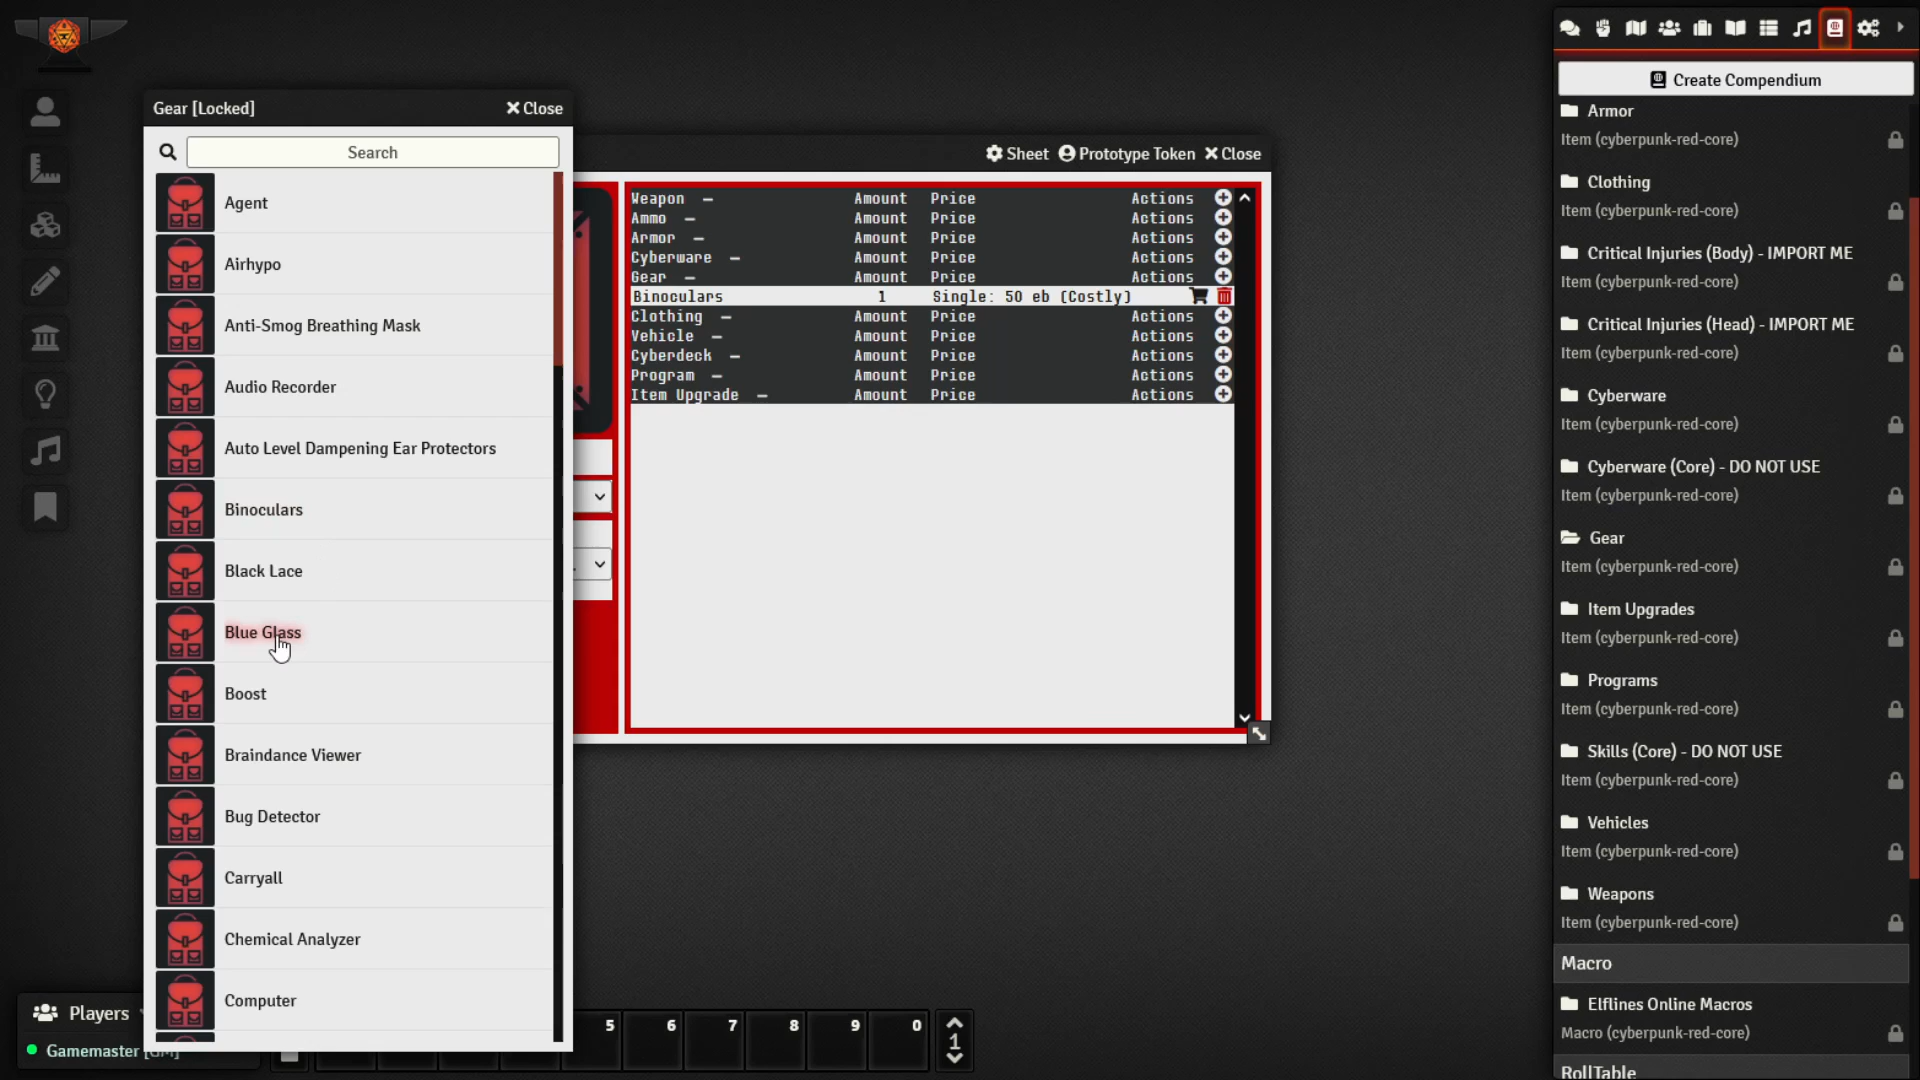 Gear [Locked]
Close
Search
Agent
Airhypo
Anti-Smog Breathing Mask
Audio Recorder
Auto Level Dampening Ear Protectors
Binoculars
Black Lace
Blue Glass
Boost
Braindance Viewer
Bug Detector
Carryall
Chemical Analyzer
Computer
Sheet Prototype Token Close
Weapon – Amount Price Actions
Ammo – Amount Price Actions
Armor – Amount Price Actions
Cyberware – Amount Price Actions
Gear – Amount Price Actions
Binoculars 1 Single: 50 eb (Costly)
Clothing – Amount Price Actions
Vehicle – Amount Price Actions
Cyberdeck – Amount Price Actions
Program – Amount Price Actions
Item Upgrade – Amount Price Actions
Players
Gamemaster [GM]
5 6 7 8 9 0
1
Create Compendium
Armor
Item (cyberpunk-red-core)
Clothing
Item (cyberpunk-red-core)
Critical Injuries (Body) - IMPORT ME
Item (cyberpunk-red-core)
Critical Injuries (Head) - IMPORT ME
Item (cyberpunk-red-core)
Cyberware
Item (cyberpunk-red-core)
Cyberware (Core) - DO NOT USE
Item (cyberpunk-red-core)
Gear
Item (cyberpunk-red-core)
Item Upgrades
Item (cyberpunk-red-core)
Programs
Item (cyberpunk-red-core)
Skills (Core) - DO NOT USE
Item (cyberpunk-red-core)
Vehicles
Item (cyberpunk-red-core)
Weapons
Item (cyberpunk-red-core)
Macro
Elflines Online Macros
Macro (cyberpunk-red-core)
RollTable